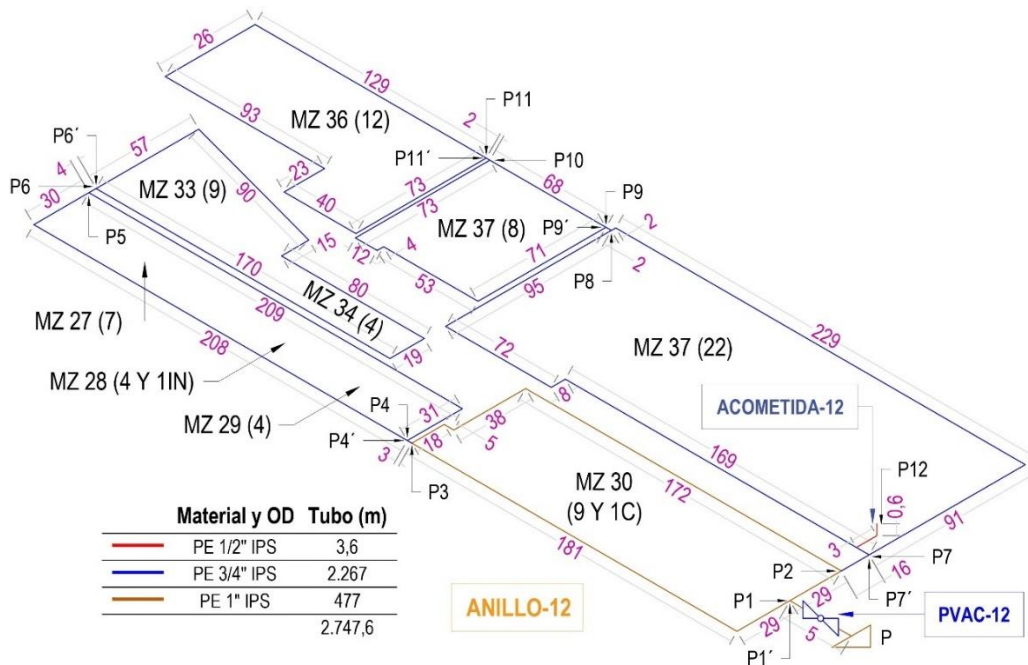 26
129
P11
2
93
MZ 36 (12)
P6´
57
P11´
P10
4
23
68
P6
MZ 33 (9)
73
P9
30
90
40
73
MZ 37 (8)
P9´
2
P5
15
12
4
71
170
53
95
P8
2
80
209
MZ 34 (4)
229
MZ 27 (7)
19
72
MZ 37 (22)
208
MZ 28 (4 Y 1IN)
8
MZ 29 (4)
P4
31
38
ACOMETIDA-12
P4´
18
5
169
P12
3
MZ 30
(9 Y 1C)
172
0,6
P3
91
Material y OD Tubo (m)
PE 1/2" IPS 3,6
PE 3/4" IPS 2.267
PE 1" IPS 477
2.747,6
181
3
P2
P7
16
ANILLO-12
P1
29
P7´
29
PVAC-12
P1´
5
P